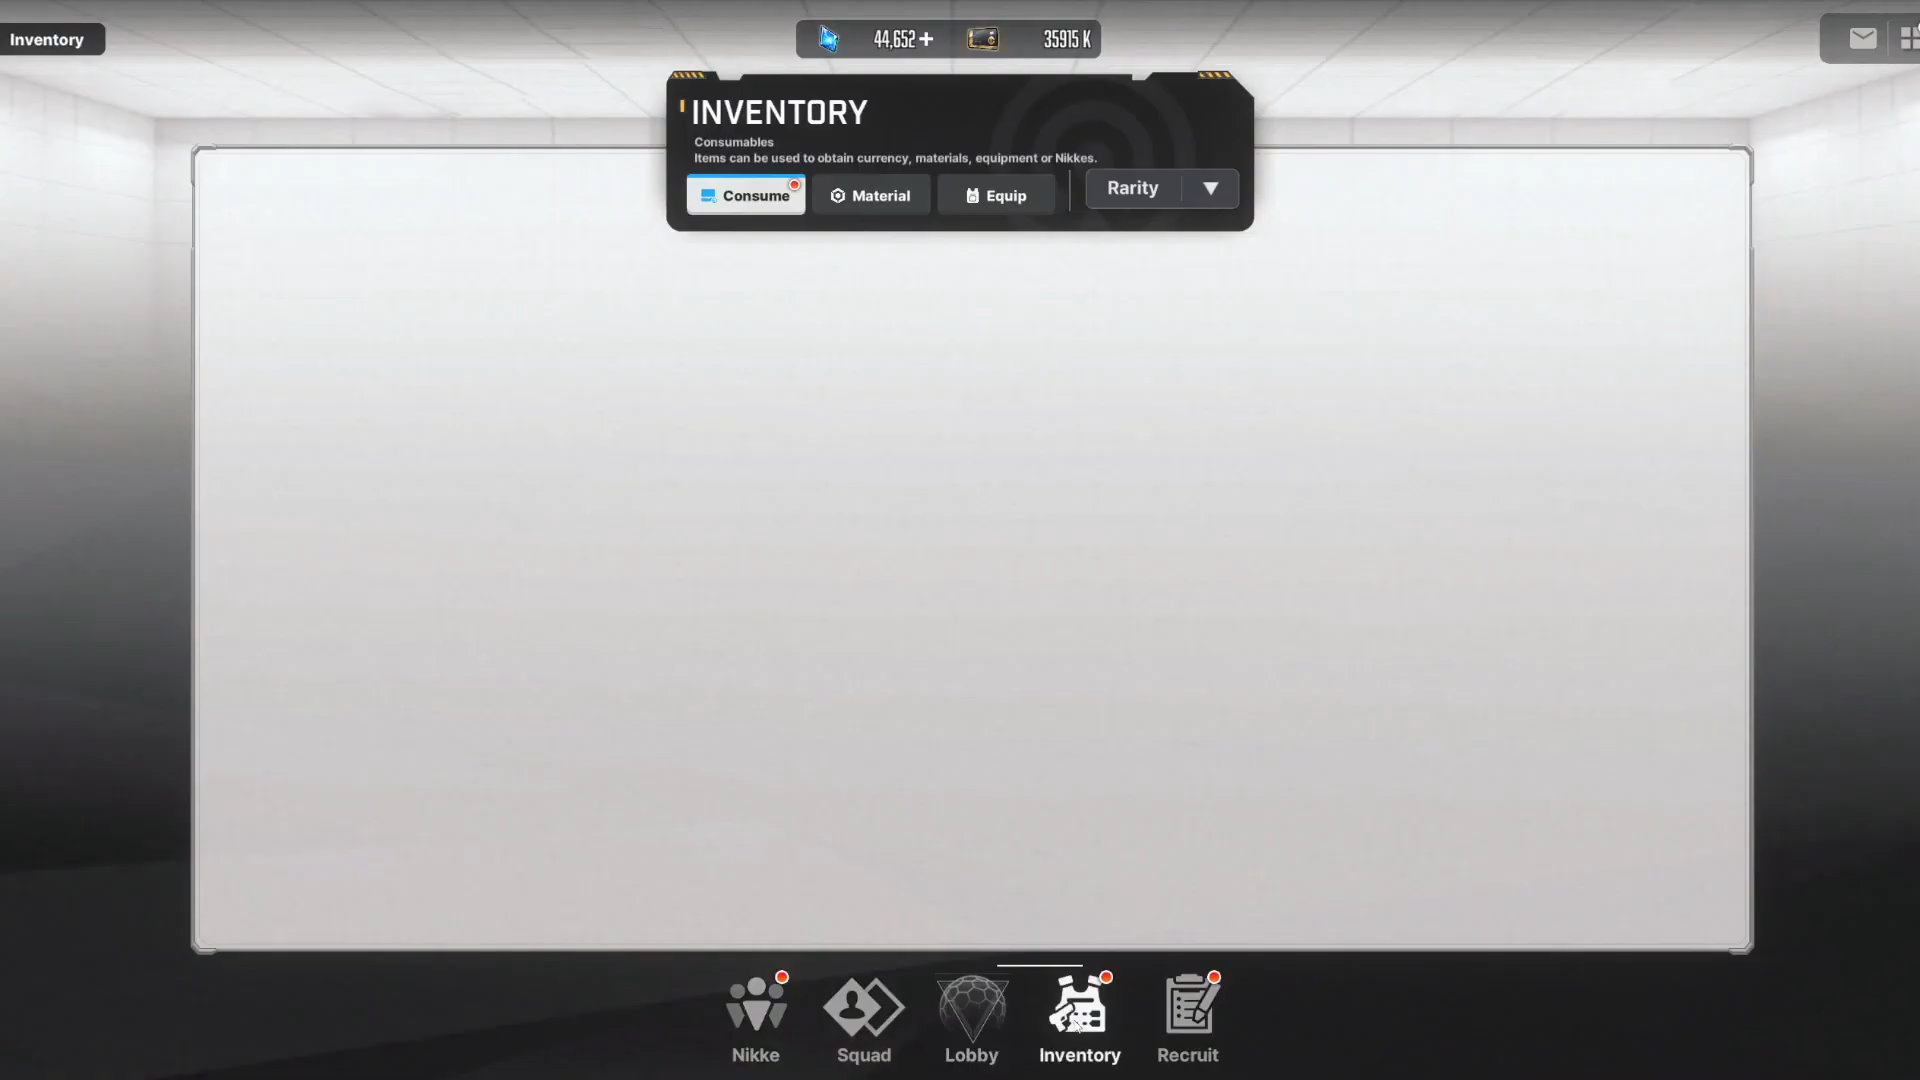 Inventory
44,652 +
35915 K
INVENTORY
Consumables
Items can be used to obtain currency, materials, equipment or Nikkes.
Consume
Material
Equip
Rarity
Nikke
Squad
Lobby
Inventory
Recruit